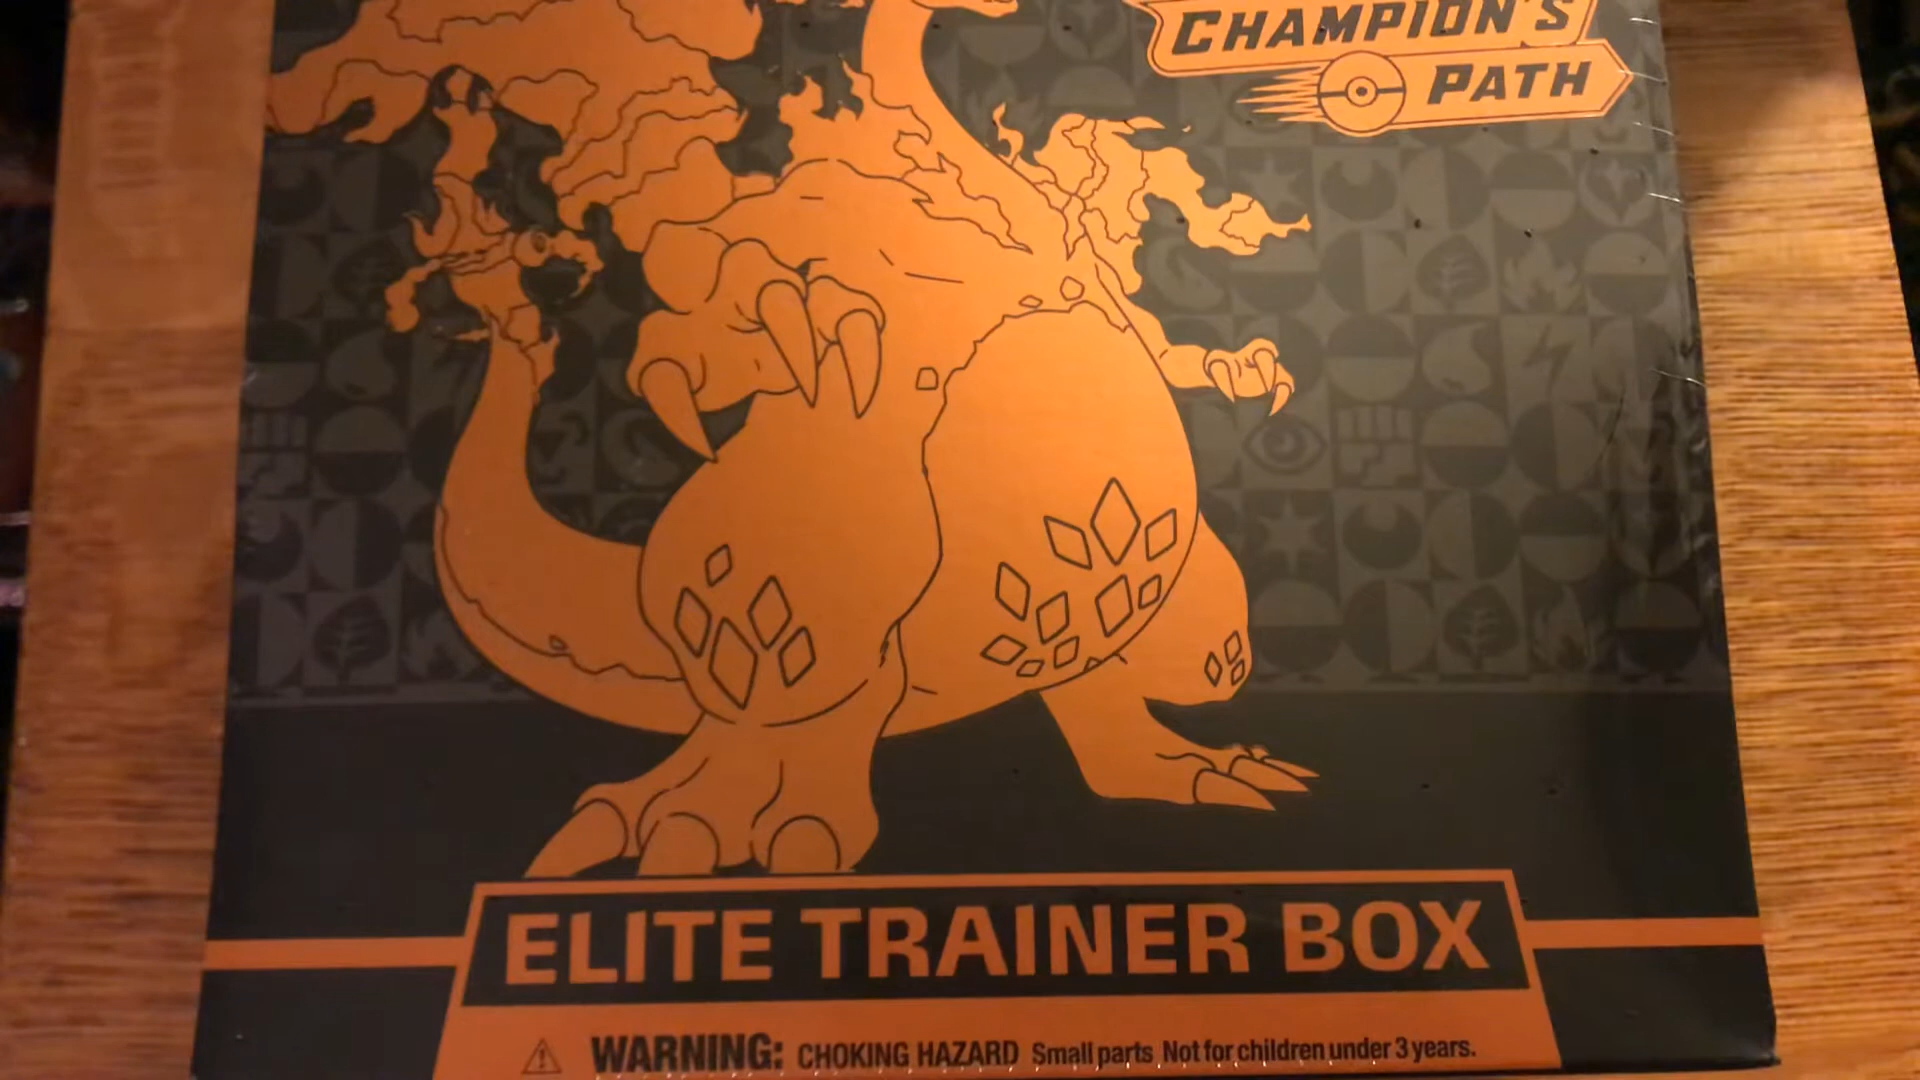 CHAMPION'S
PATH
ELITE TRAINER BOX
WARNING: CHOKING HAZARD Small parts Not for children under 3 years.